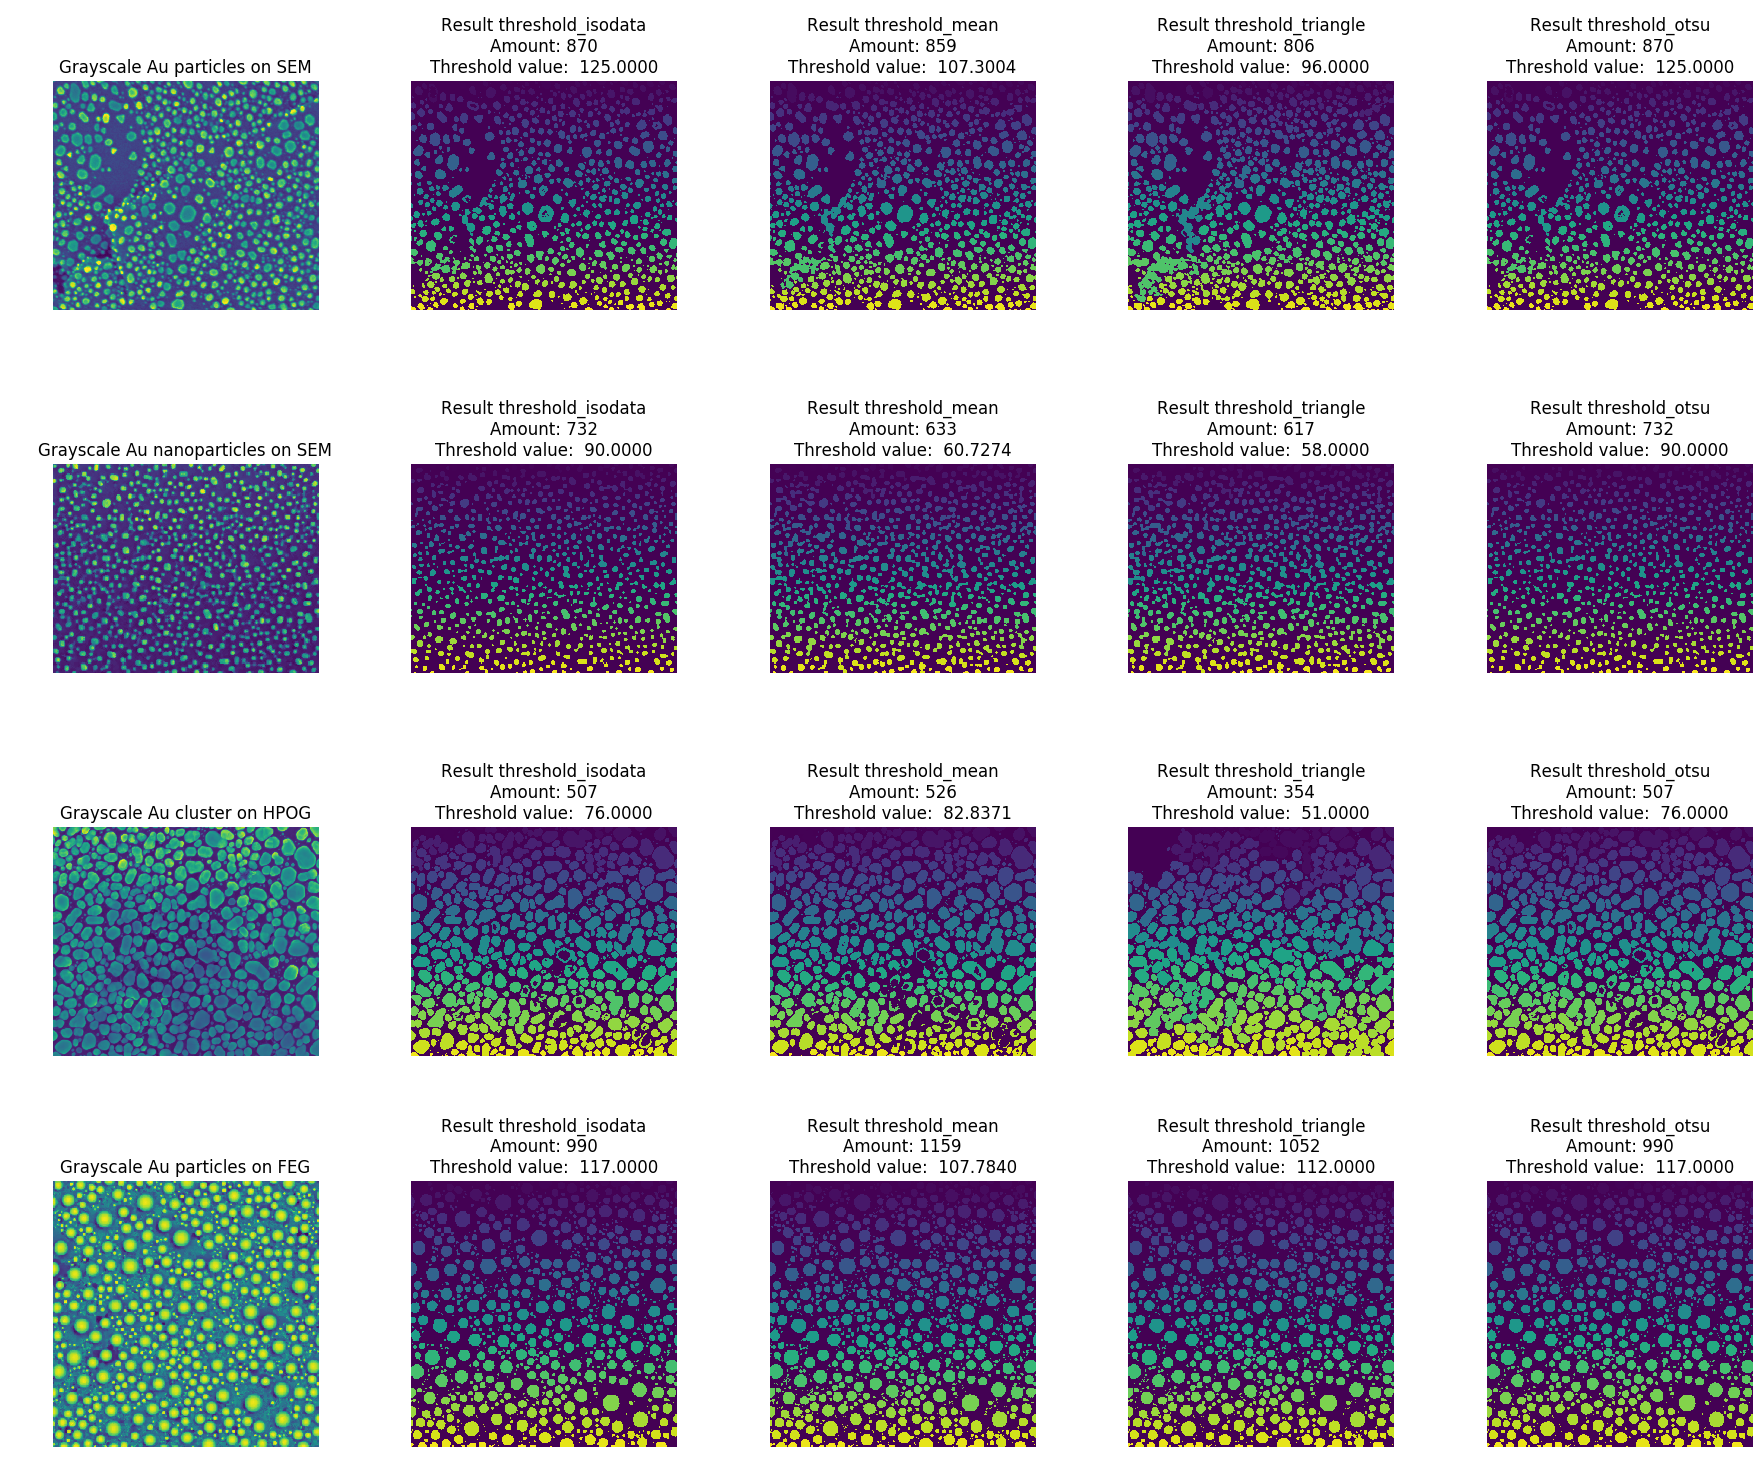 Grayscale Au particles on SEM
Result threshold_isodata
Amount: 870
Threshold value:  125.0000
Result threshold_mean
Amount: 859
Threshold value:  107.3004
Result threshold_triangle
Amount: 806
Threshold value:  96.0000
Result threshold_otsu
Amount: 870
Threshold value:  125.0000
Grayscale Au nanoparticles on SEM
Result threshold_isodata
Amount: 732
Threshold value:  90.0000
Result threshold_mean
Amount: 633
Threshold value:  60.7274
Result threshold_triangle
Amount: 617
Threshold value:  58.0000
Result threshold_otsu
Amount: 732
Threshold value:  90.0000
Grayscale Au cluster on HPOG
Result threshold_isodata
Amount: 507
Threshold value:  76.0000
Result threshold_mean
Amount: 526
Threshold value:  82.8371
Result threshold_triangle
Amount: 354
Threshold value:  51.0000
Result threshold_otsu
Amount: 507
Threshold value:  76.0000
Grayscale Au particles on FEG
Result threshold_isodata
Amount: 990
Threshold value:  117.0000
Result threshold_mean
Amount: 1159
Threshold value:  107.7840
Result threshold_triangle
Amount: 1052
Threshold value:  112.0000
Result threshold_otsu
Amount: 990
Threshold value:  117.0000